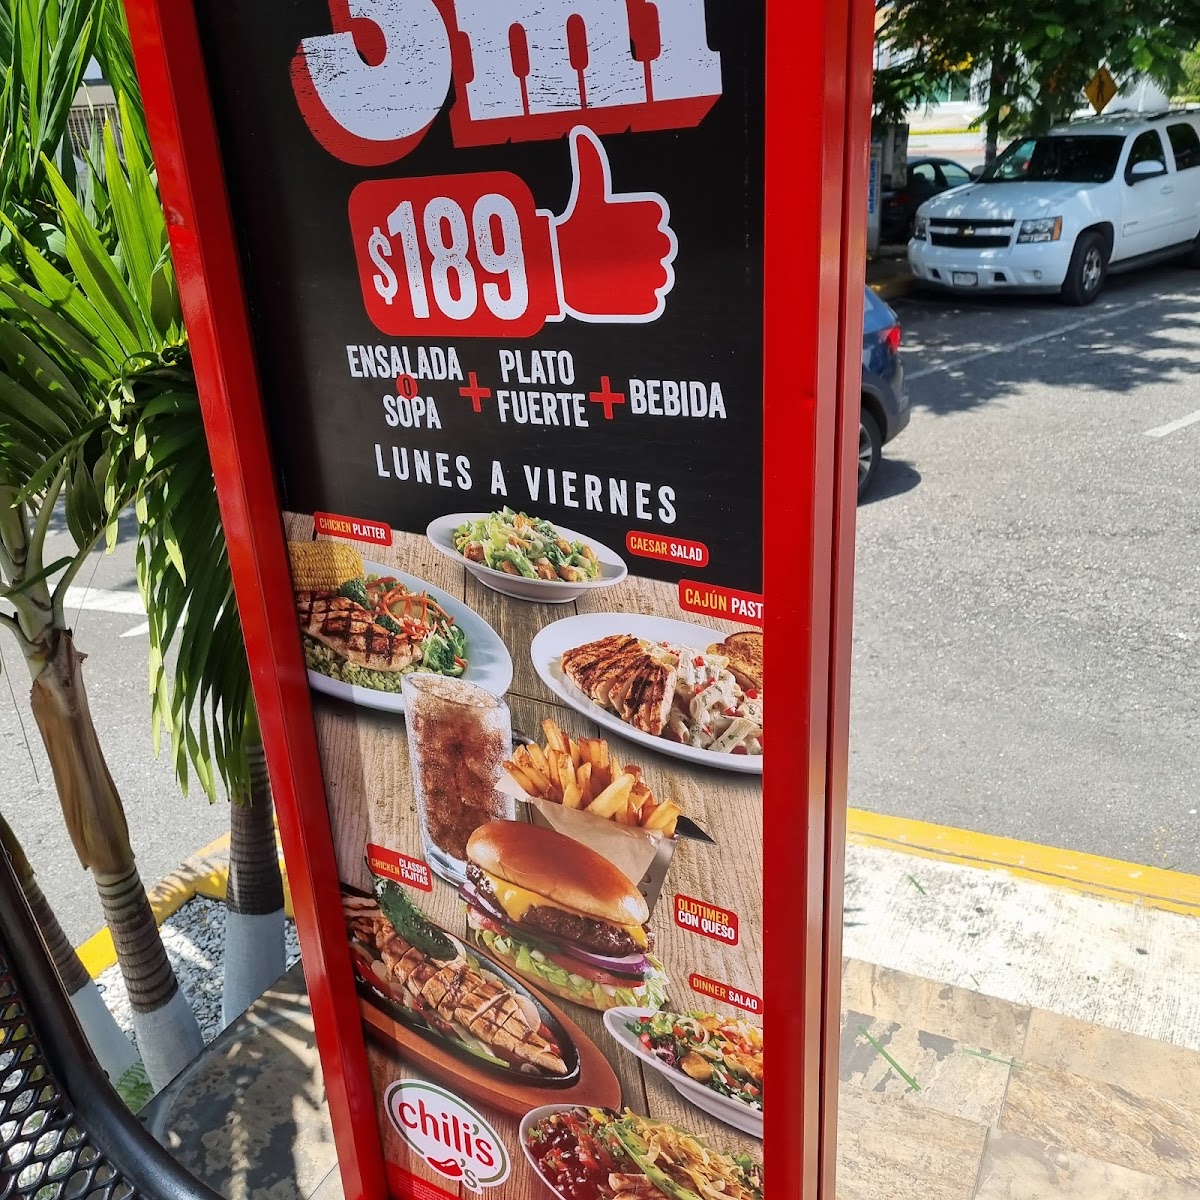 3mi
$189
ENSALADA
O
SOPA
+
PLATO
FUERTE
+
BEBIDA
LUNES A VIERNES
CHICKEN PLATTER
CAESAR SALAD
CAJÚN PAST
CLASSIC
CHICKEN FAJITAS
OLDTIMER
CON QUESO
DINNER SALAD
chili's
's